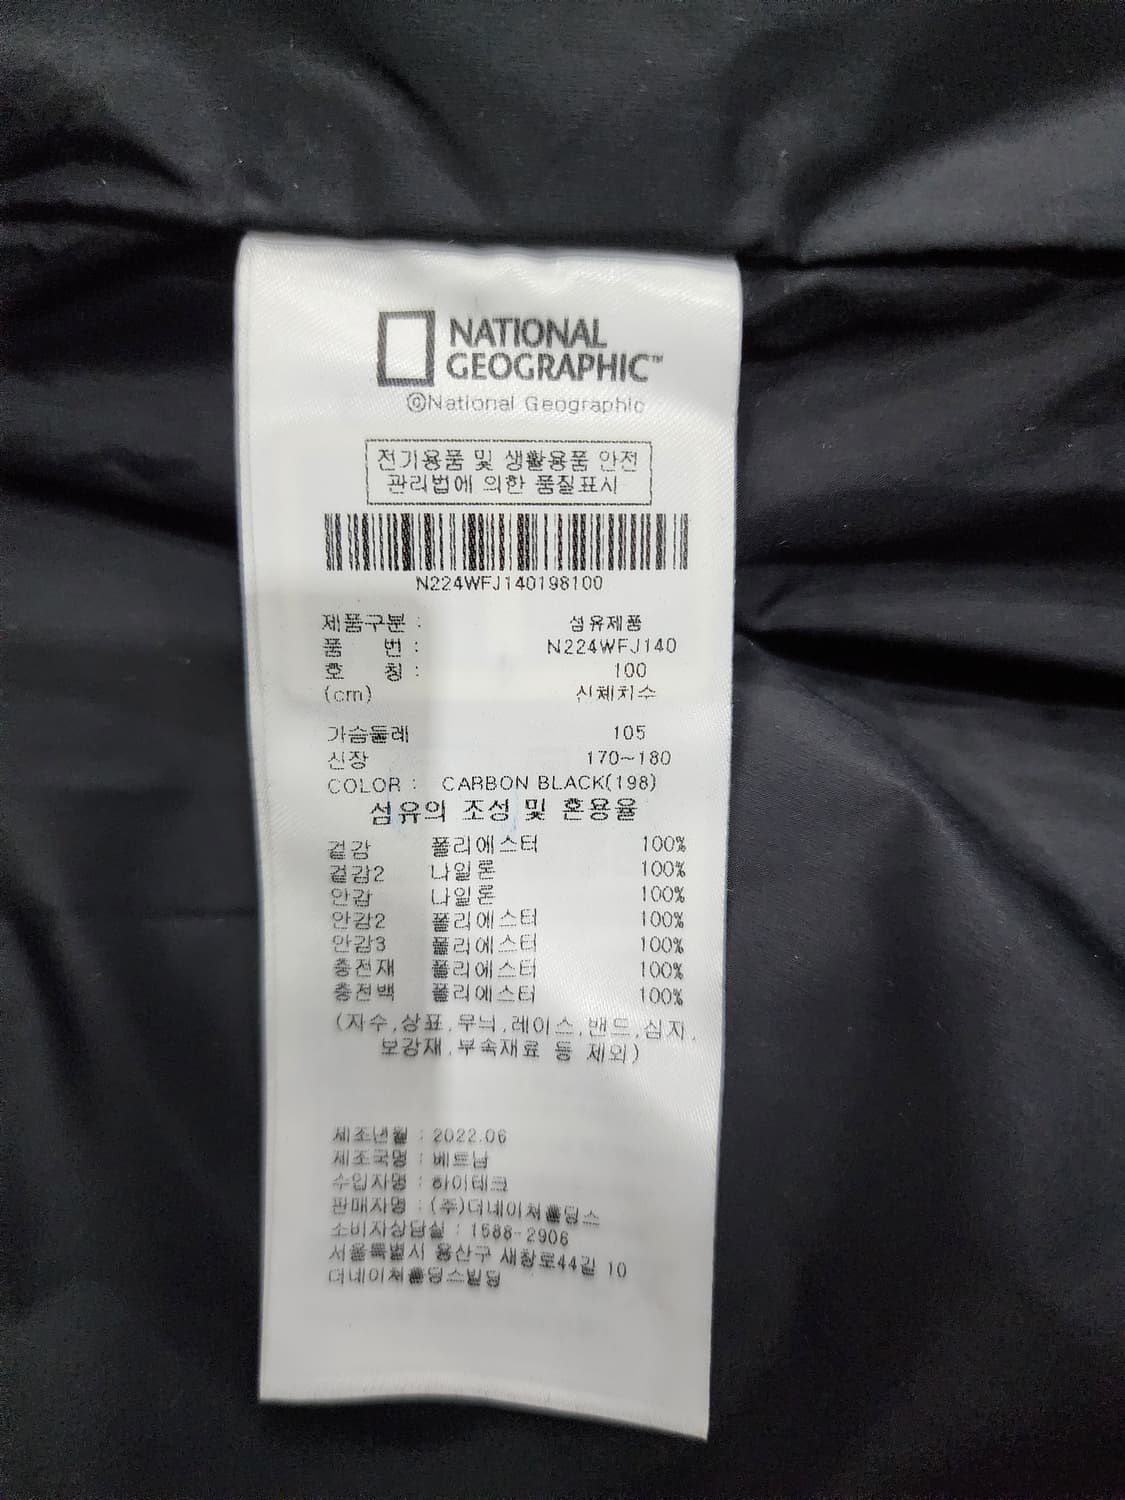 NATIONAL
GEOGRAPHIC™
©National Geographic
전기용품 및 생활용품 안전
관리법에 의한 품질표시
N224WFJ140198100
제품구분 : 섬유제품
품 번 : N224WFJ140
호 칭 : 100
(cm) 신체치수
가슴둘레 105
신장 170~180
COLOR : CARBON BLACK(198)
섬유의 조성 및 혼용율
겉감 폴리에스터 100%
겉감2 나일론 100%
안감 나일론 100%
안감2 폴리에스터 100%
안감3 폴리에스터 100%
충전재 폴리에스터 100%
충전백 폴리에스터 100%
(자수,상표,무늬,레이스,밴드,심지,
보강재,부속재료 등 제외)
제조년월 : 2022.06
제조국명 : 베트남
수입자명 : 하이테크
판매자명 : (주)더네이쳐홀딩스
소비자상담실 : 1588-2906
서울특별시 용산구 새창로44길 10
더네이쳐홀딩스빌딩